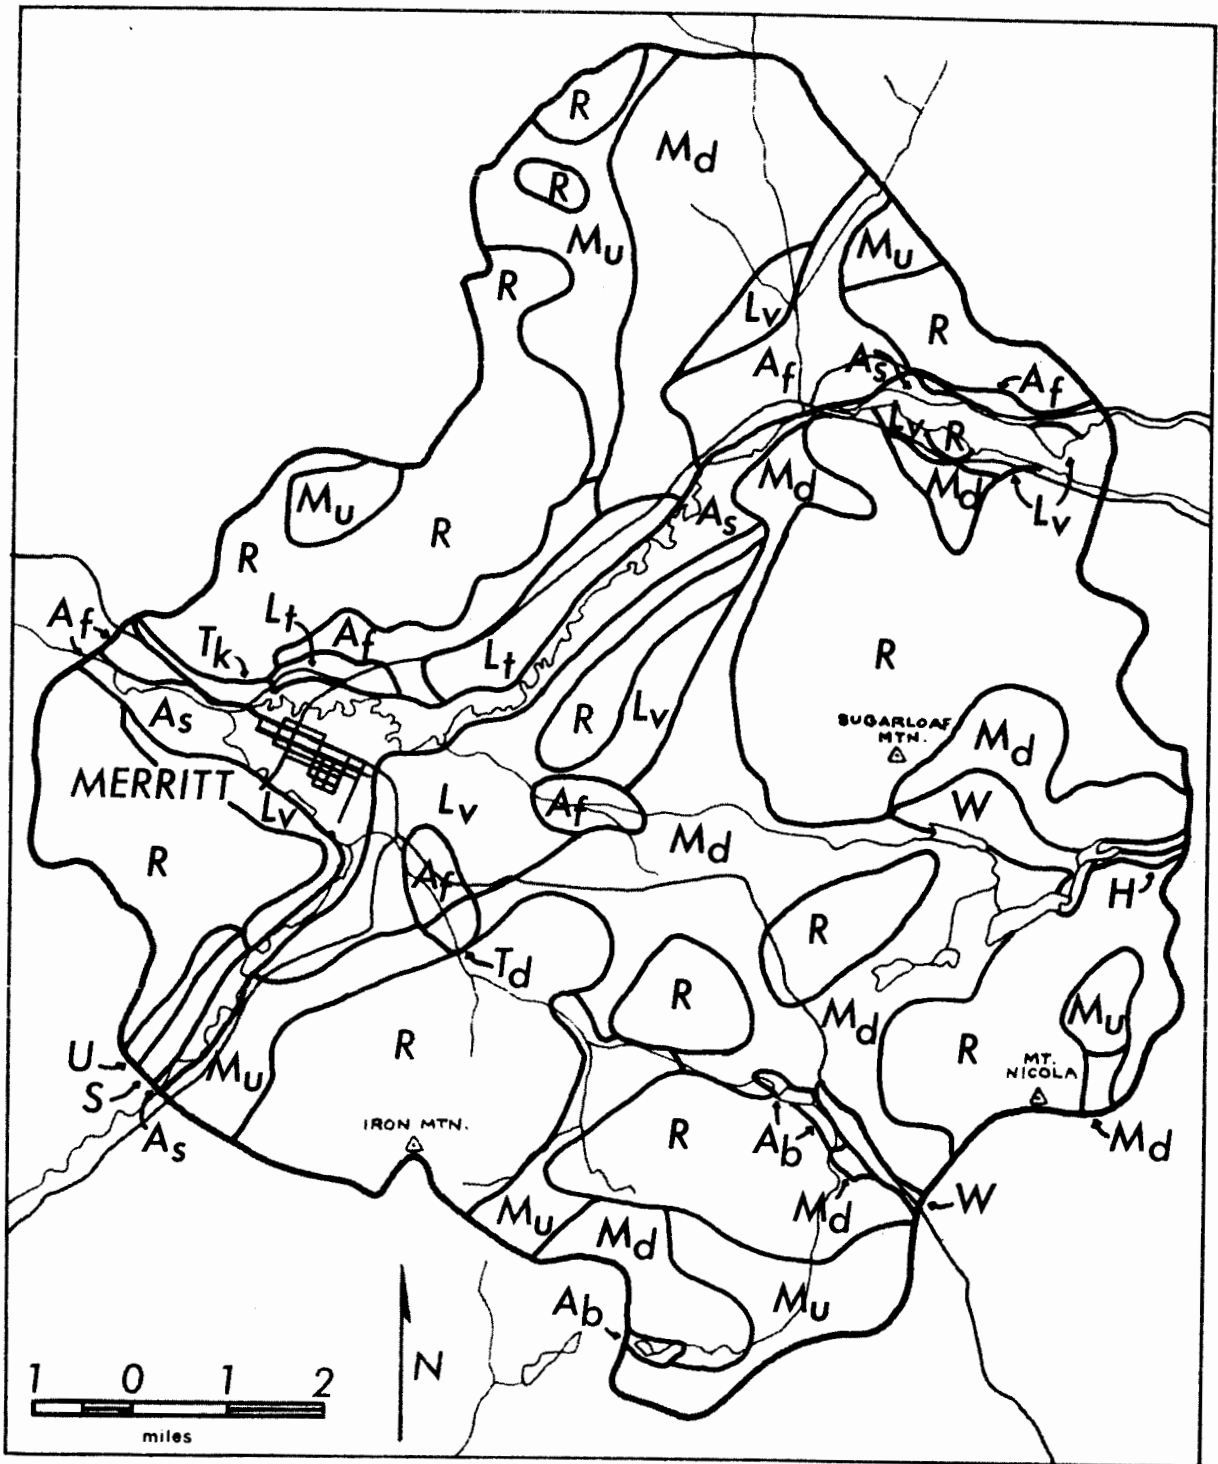 R
Md
R
Mu
Mu
R
Lv
R
Af
As
Af
Lv
R
Md
Md
Mu
As
Lv
R
R
Af
Lt
Tk
Af
Lt
R
R
Lv
SUGARLOAF
MTN.
Md
As
MERRITT
Lv
Lv
Af
W
Md
R
Af
H
R
Td
R
Md
Mu
R
R
MT.
NICOLA
U
S
Mu
As
IRON MTN.
R
Ab
Md
Md
W
Mu
Md
Mu
Ab
N
1 0 1 2
miles